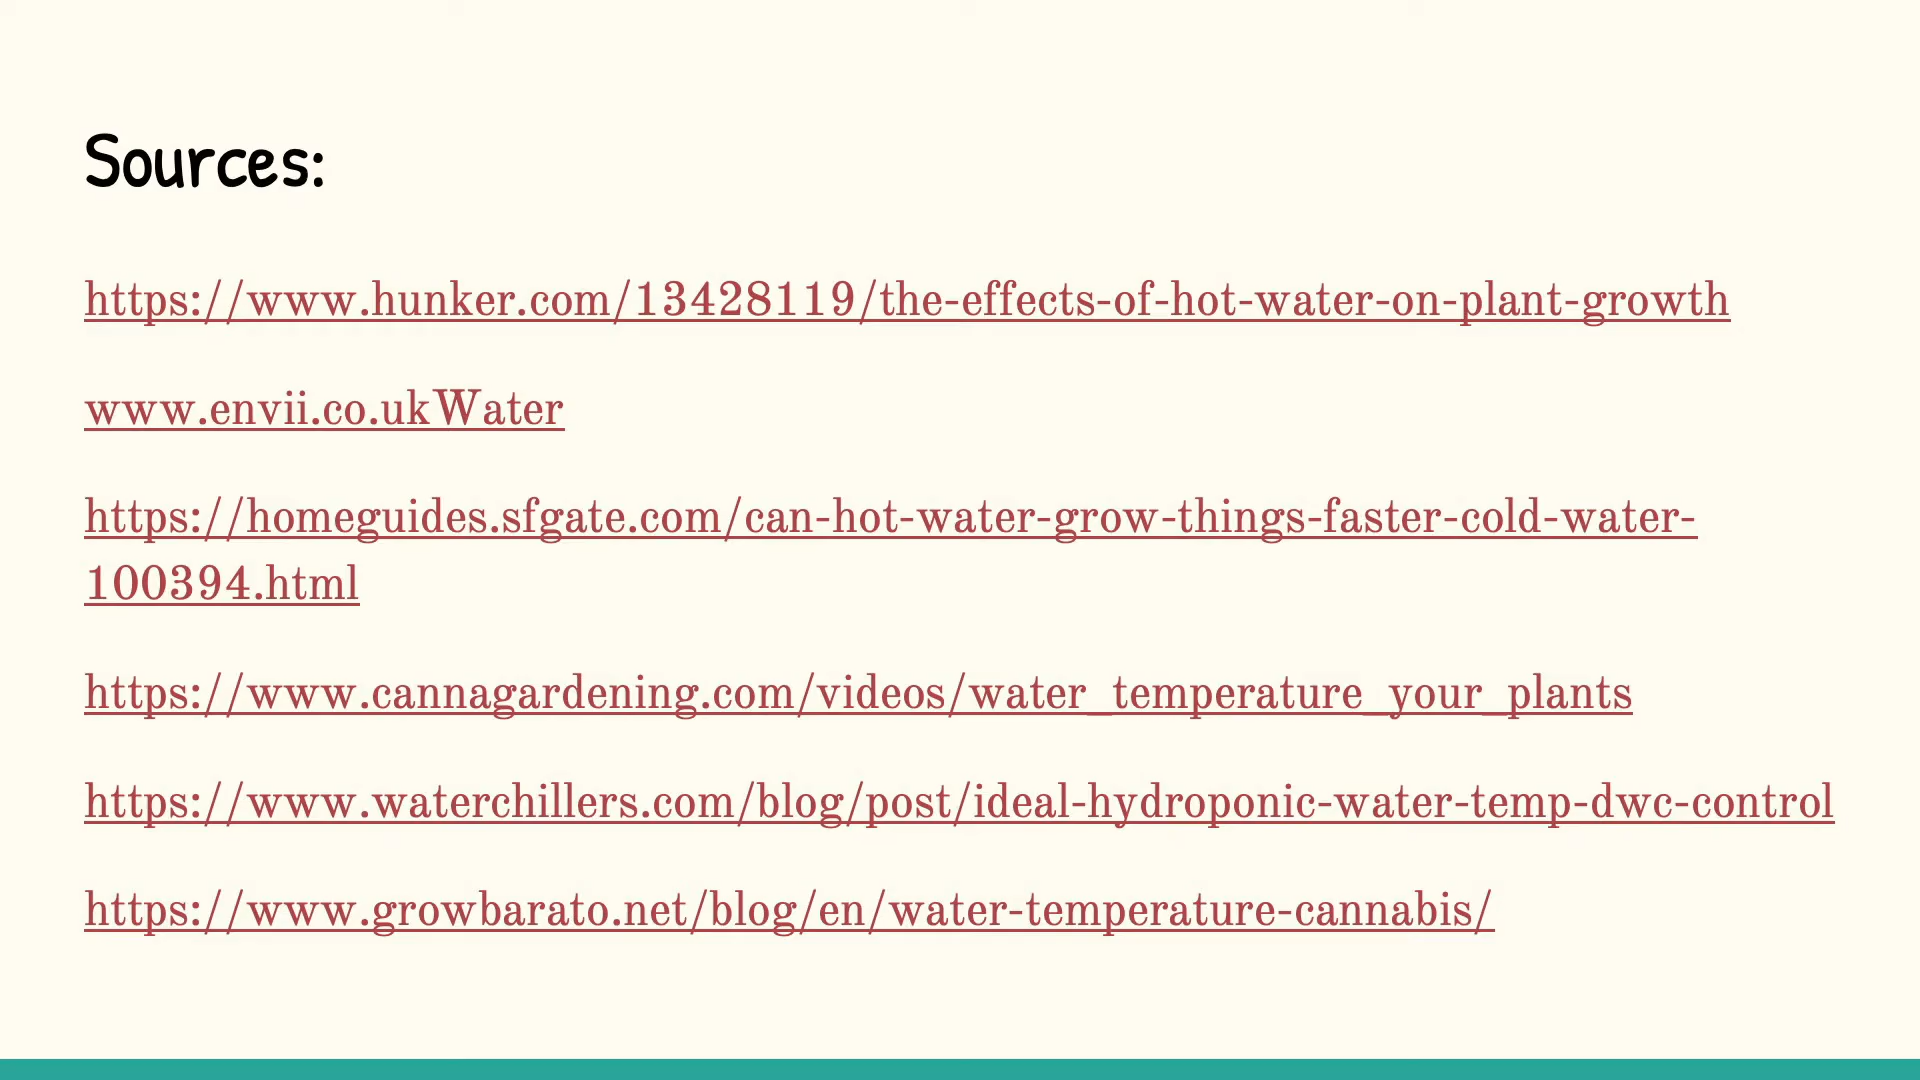 Sources:
https://www.hunker.com/13428119/the-effects-of-hot-water-on-plant-growth
www.envii.co.ukWater
https://homeguides.sfgate.com/can-hot-water-grow-things-faster-cold-water-
100394.html
https://www.cannagardening.com/videos/water_temperature_your_plants
https://www.waterchillers.com/blog/post/ideal-hydroponic-water-temp-dwc-control
https://www.growbarato.net/blog/en/water-temperature-cannabis/